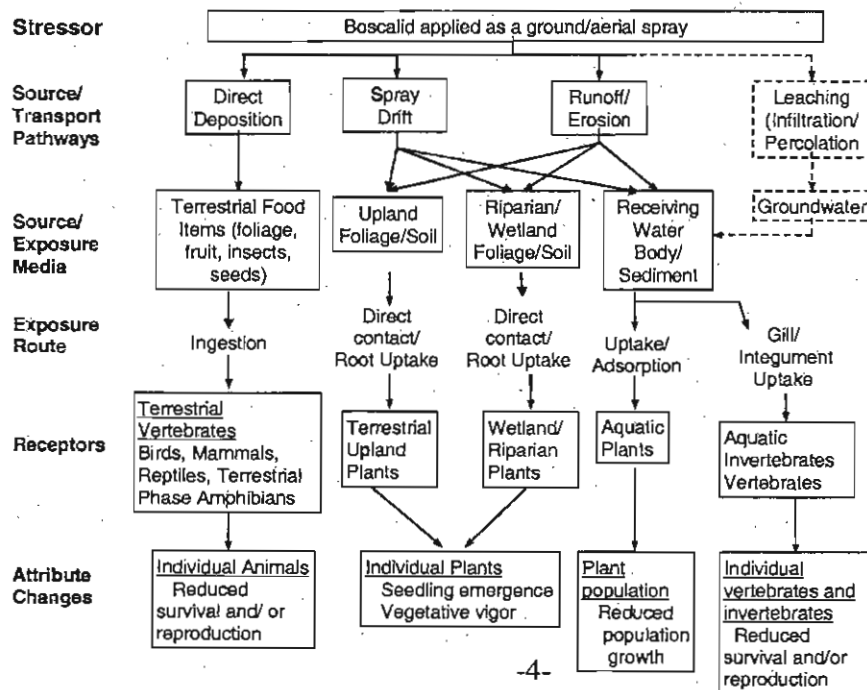 Stressor
Boscalid applied as a ground/aerial spray
Source/
Transport
Pathways
Direct
Deposition
Spray
Drift
Runoff/
Erosion
Leaching
(Infiltration/
Percolation
Source/
Exposure
Media
Terrestrial Food
Items (foliage,
fruit, insects,
seeds)
Upland
Foliage/Soil
Riparian/
Wetland
Foliage/Soil
Receiving
Water
Body/
Sediment
Groundwater
Exposure
Route
Ingestion
Direct
contact/
Root Uptake
Direct
contact/
Root Uptake
Uptake/
Adsorption
Gill/
Integument
Uptake
Receptors
Terrestrial
Vertebrates
Birds, Mammals,
Reptiles, Terrestrial
Phase Amphibians
Terrestrial
Upland
Plants
Wetland/
Riparian
Plants
Aquatic
Plants
Aquatic
Invertebrates
Vertebrates
Attribute
Changes
Individual Animals
Reduced
survival and/ or
reproduction
Individual Plants
Seedling emergence
Vegetative vigor
Plant
population
Reduced
population
growth
Individual
vertebrates and
invertebrates
Reduced
survival and/or
reproduction
-4-